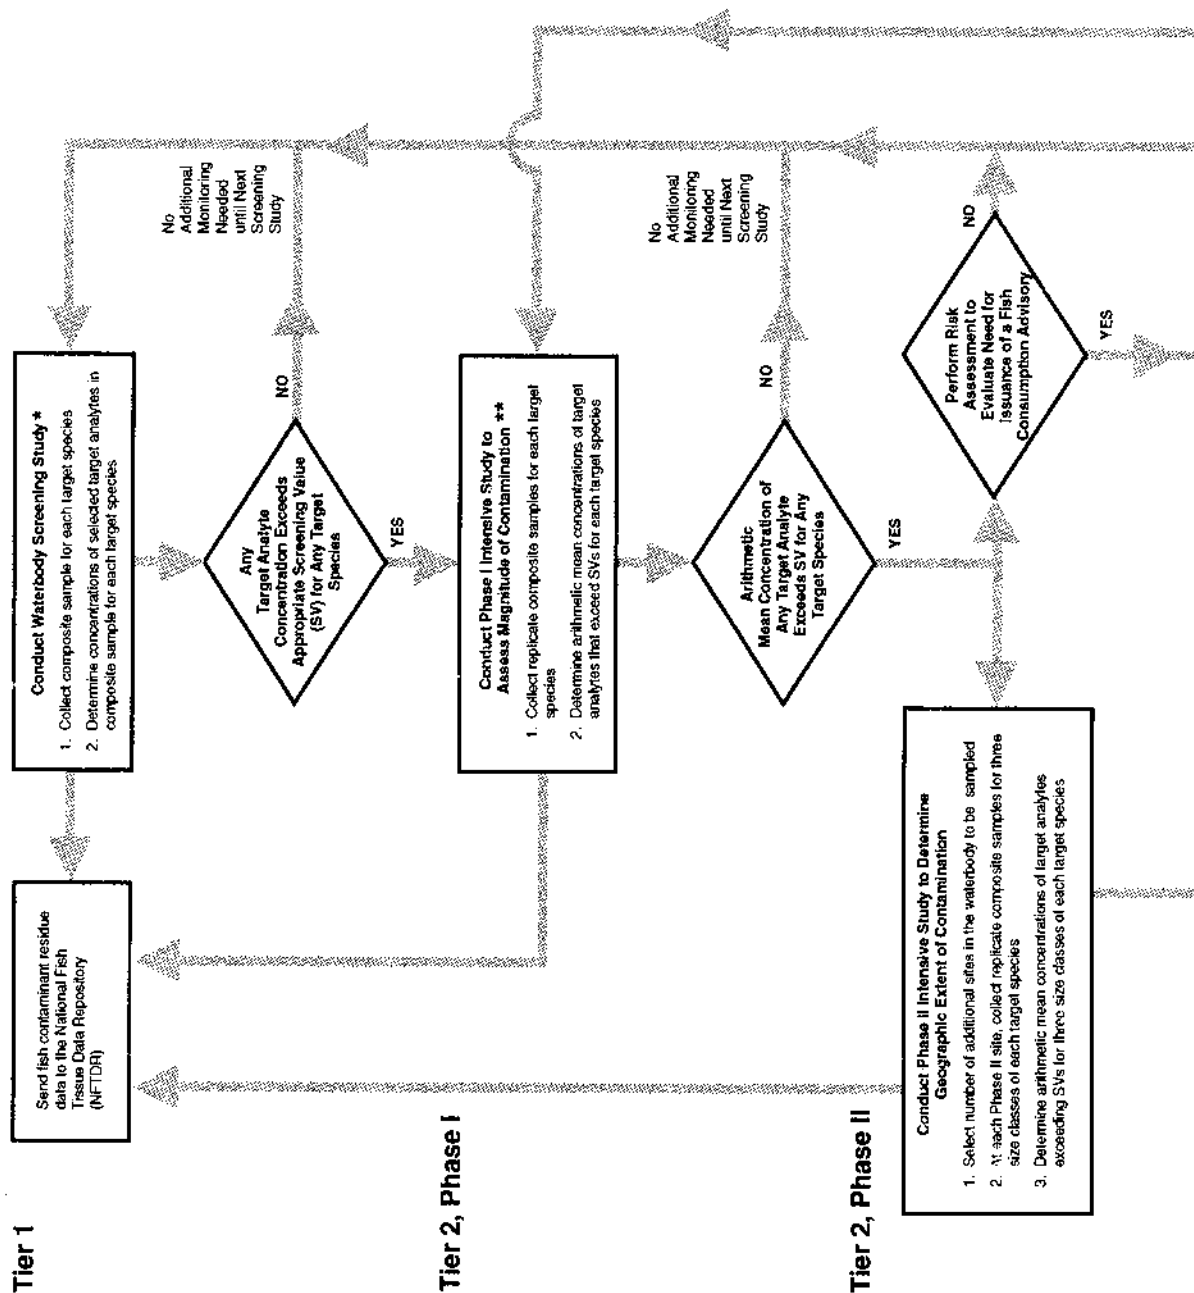 Tier 1
Send fish contaminant residue
data to the National Fish
Trissue Data Repository
(NFTDR)
Conduct Waterbody Screening Study *
1. Collect composite sample for each target species
2. Determine concentrations of selected target analytes in
composite sample for each target species
Any
Target Analyte
Concentration Exceeds
Appropriate Screening Value
(SV) for Any Target
Species
NO
No
Additional
Monitoring
Needed
until Next
Screening
Study
YES
Tier 2, Phase I
Conduct Phase I Intensive Study to
Assess Magnitude of Contamination **
1. Collect replicate composite samples for each target
species
2. Determine arithmetic mean concentrations of target
analytes that exceed SVs for each target species
Arithmetic
Mean Concentration of
Any Target Analyte
Exceeds SV for Any
Target Species
NO
No
Additional
Monitoring
Needed
until Next
Screening
Study
YES
Tier 2, Phase II
Conduct Phase II Intensive Study to Determine
Geographic Extent of Contamination
1. Select number of additional sites in the waterbody to be sampled
2. At each Phase II site, collect replicate composite samples for three
size classes of each target species
3. Determine arithmetic mean concentrations of target analytes
exceeding SVs for three size classes of each target species
Perform Risk
Assessment to
Evaluate Need for
Issuance of a Fish
Consumption Advisory
NO
YES